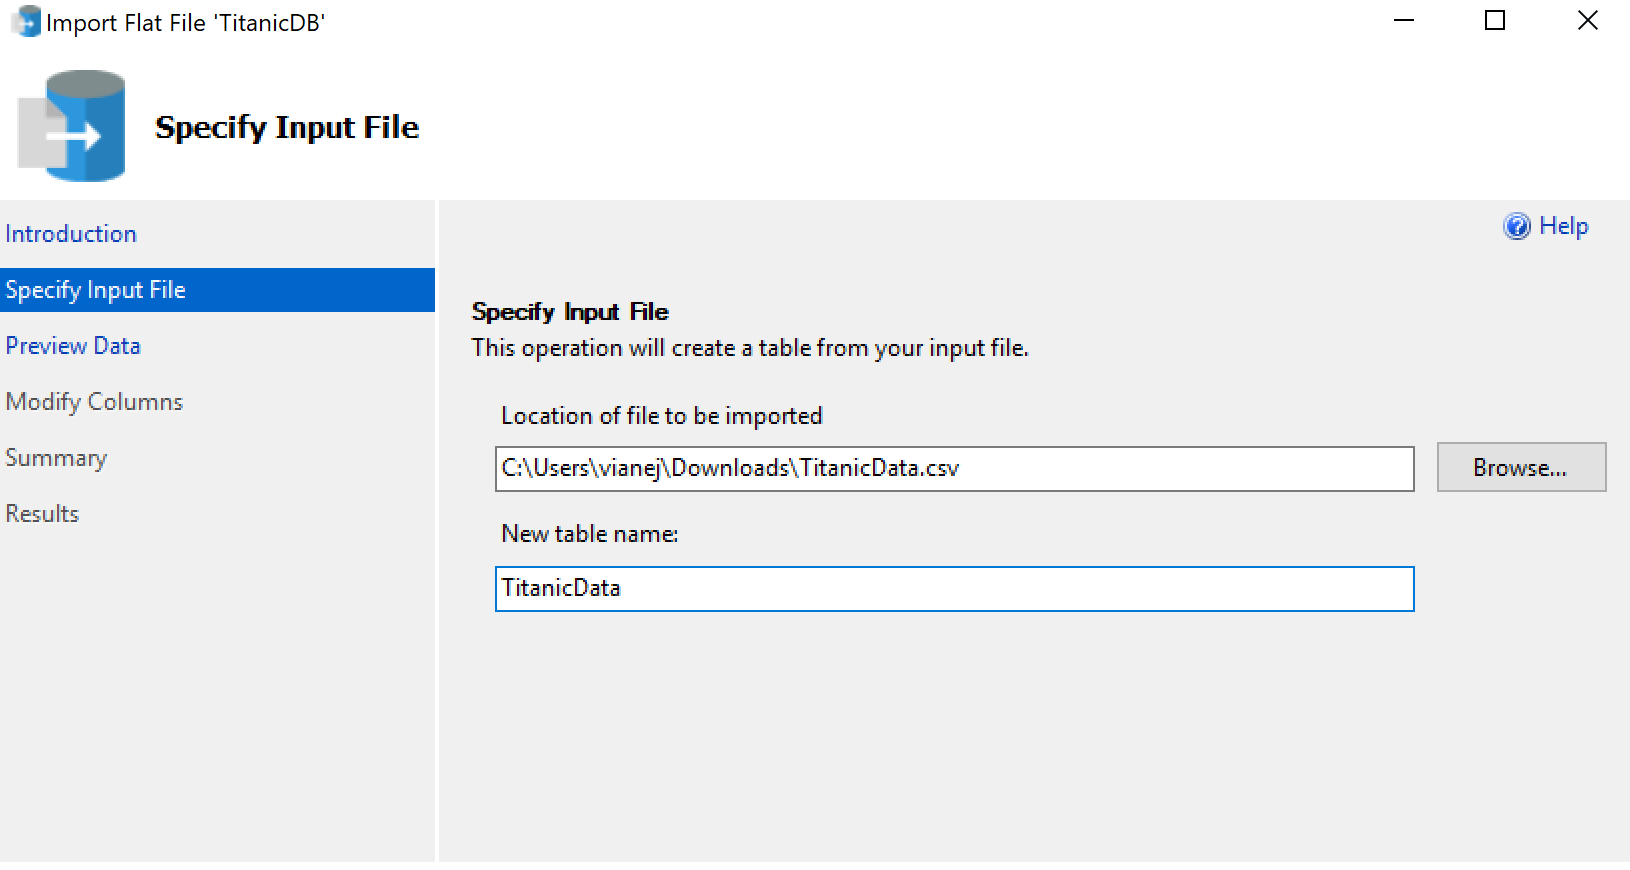 Import Flat File 'TitanicDB'
Specify Input File
Introduction
Specify Input File
Preview Data
Modify Columns
Summary
Results
Help
Specify Input File
This operation will create a table from your input file.
Location of file to be imported
C:\Users\vianej\Downloads\TitanicData.csv
Browse...
New table name:
TitanicData